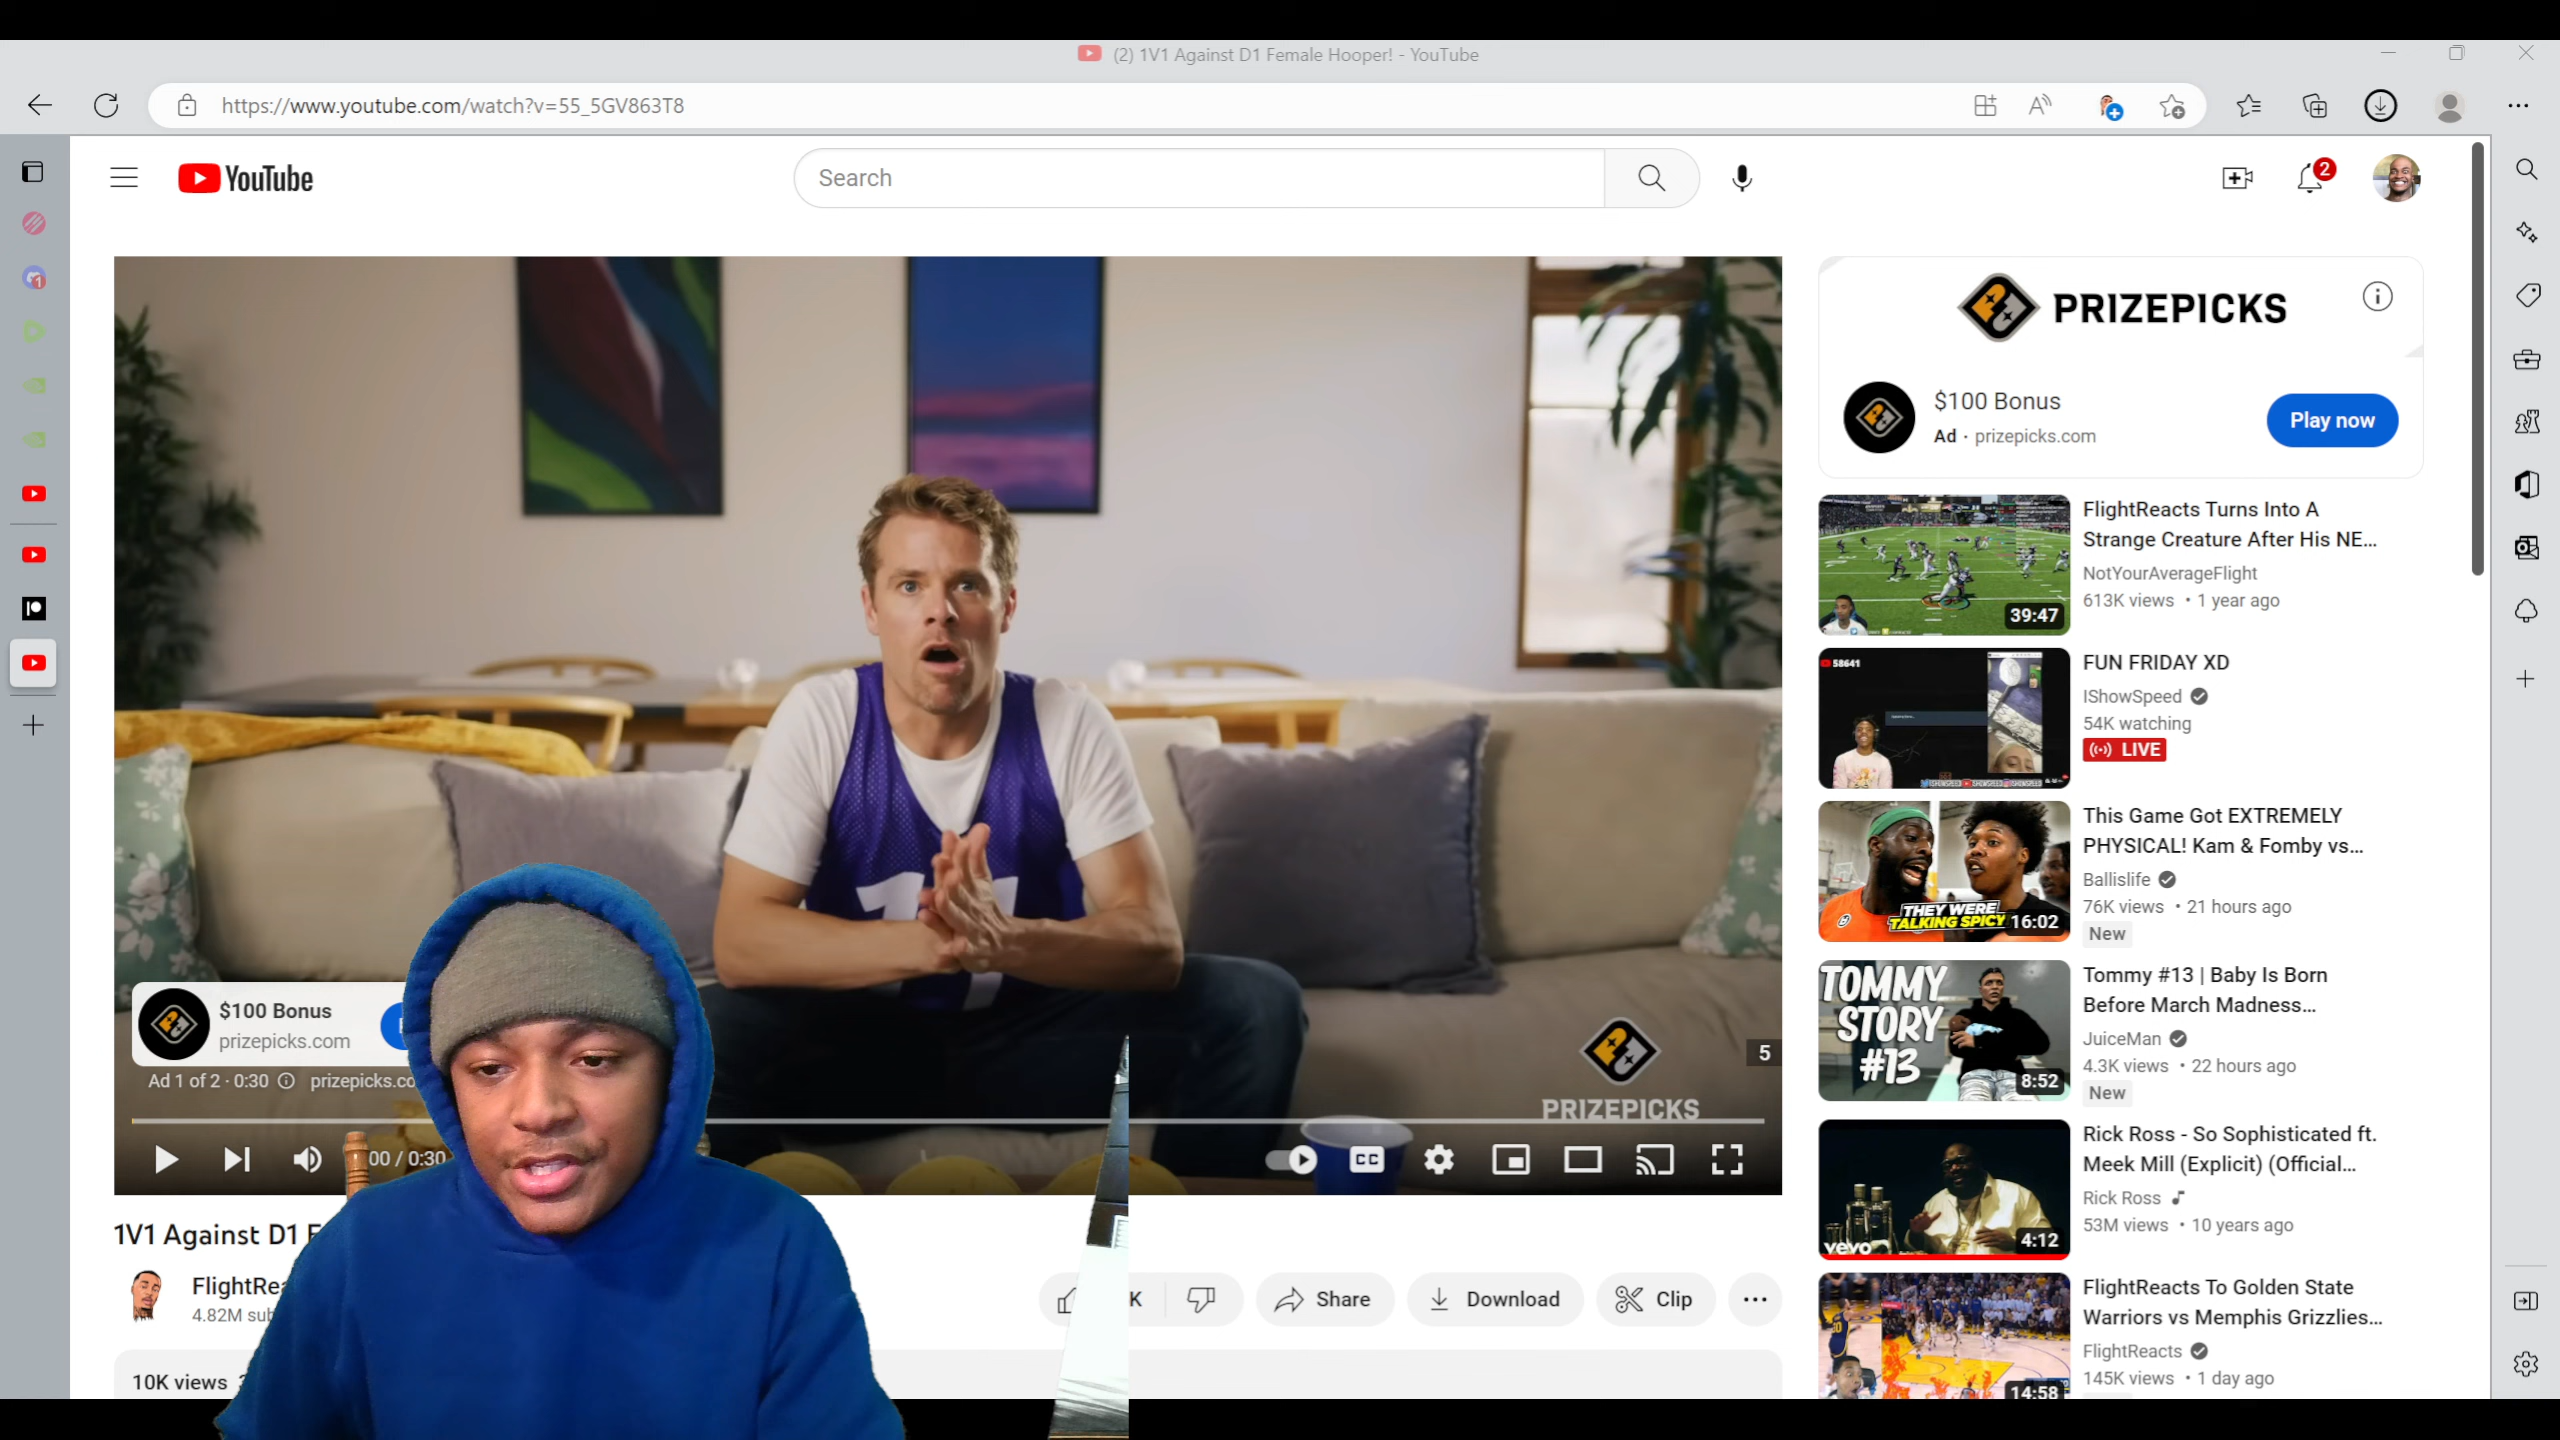 (2) 1V1 Against D1 Female Hooper! - YouTube
https://www.youtube.com/watch?v=55_5GV863T8
YouTube
Search
2
PRIZEPICKS
$100 Bonus
Ad · prizepicks.com
Play now
FlightReacts Turns Into A
Strange Creature After His NE...
NotYourAverageFlight
613K views • 1 year ago
39:47
58641
FUN FRIDAY XD
IShowSpeed
54K watching
LIVE
This Game Got EXTREMELY
PHYSICAL! Kam & Fomby vs...
Ballislife
76K views • 21 hours ago
New
THEY WERE
TALKING SPICY
16:02
TOMMY
STORY
#13
8:52
Tommy #13 | Baby Is Born
Before March Madness...
JuiceMan
4.3K views • 22 hours ago
New
vevo
4:12
Rick Ross - So Sophisticated ft.
Meek Mill (Explicit) (Official...
Rick Ross
53M views • 10 years ago
14:58
FlightReacts To Golden State
Warriors vs Memphis Grizzlies...
FlightReacts
145K views • 1 day ago
$100 Bonus
prizepicks.com
Ad 1 of 2 · 0:30
prizepicks.co
5
PRIZEPICKS
00 / 0:30
CC
1V1 Against D1 F
FlightRea
4.82M sub
K
Share
Download
Clip
10K views